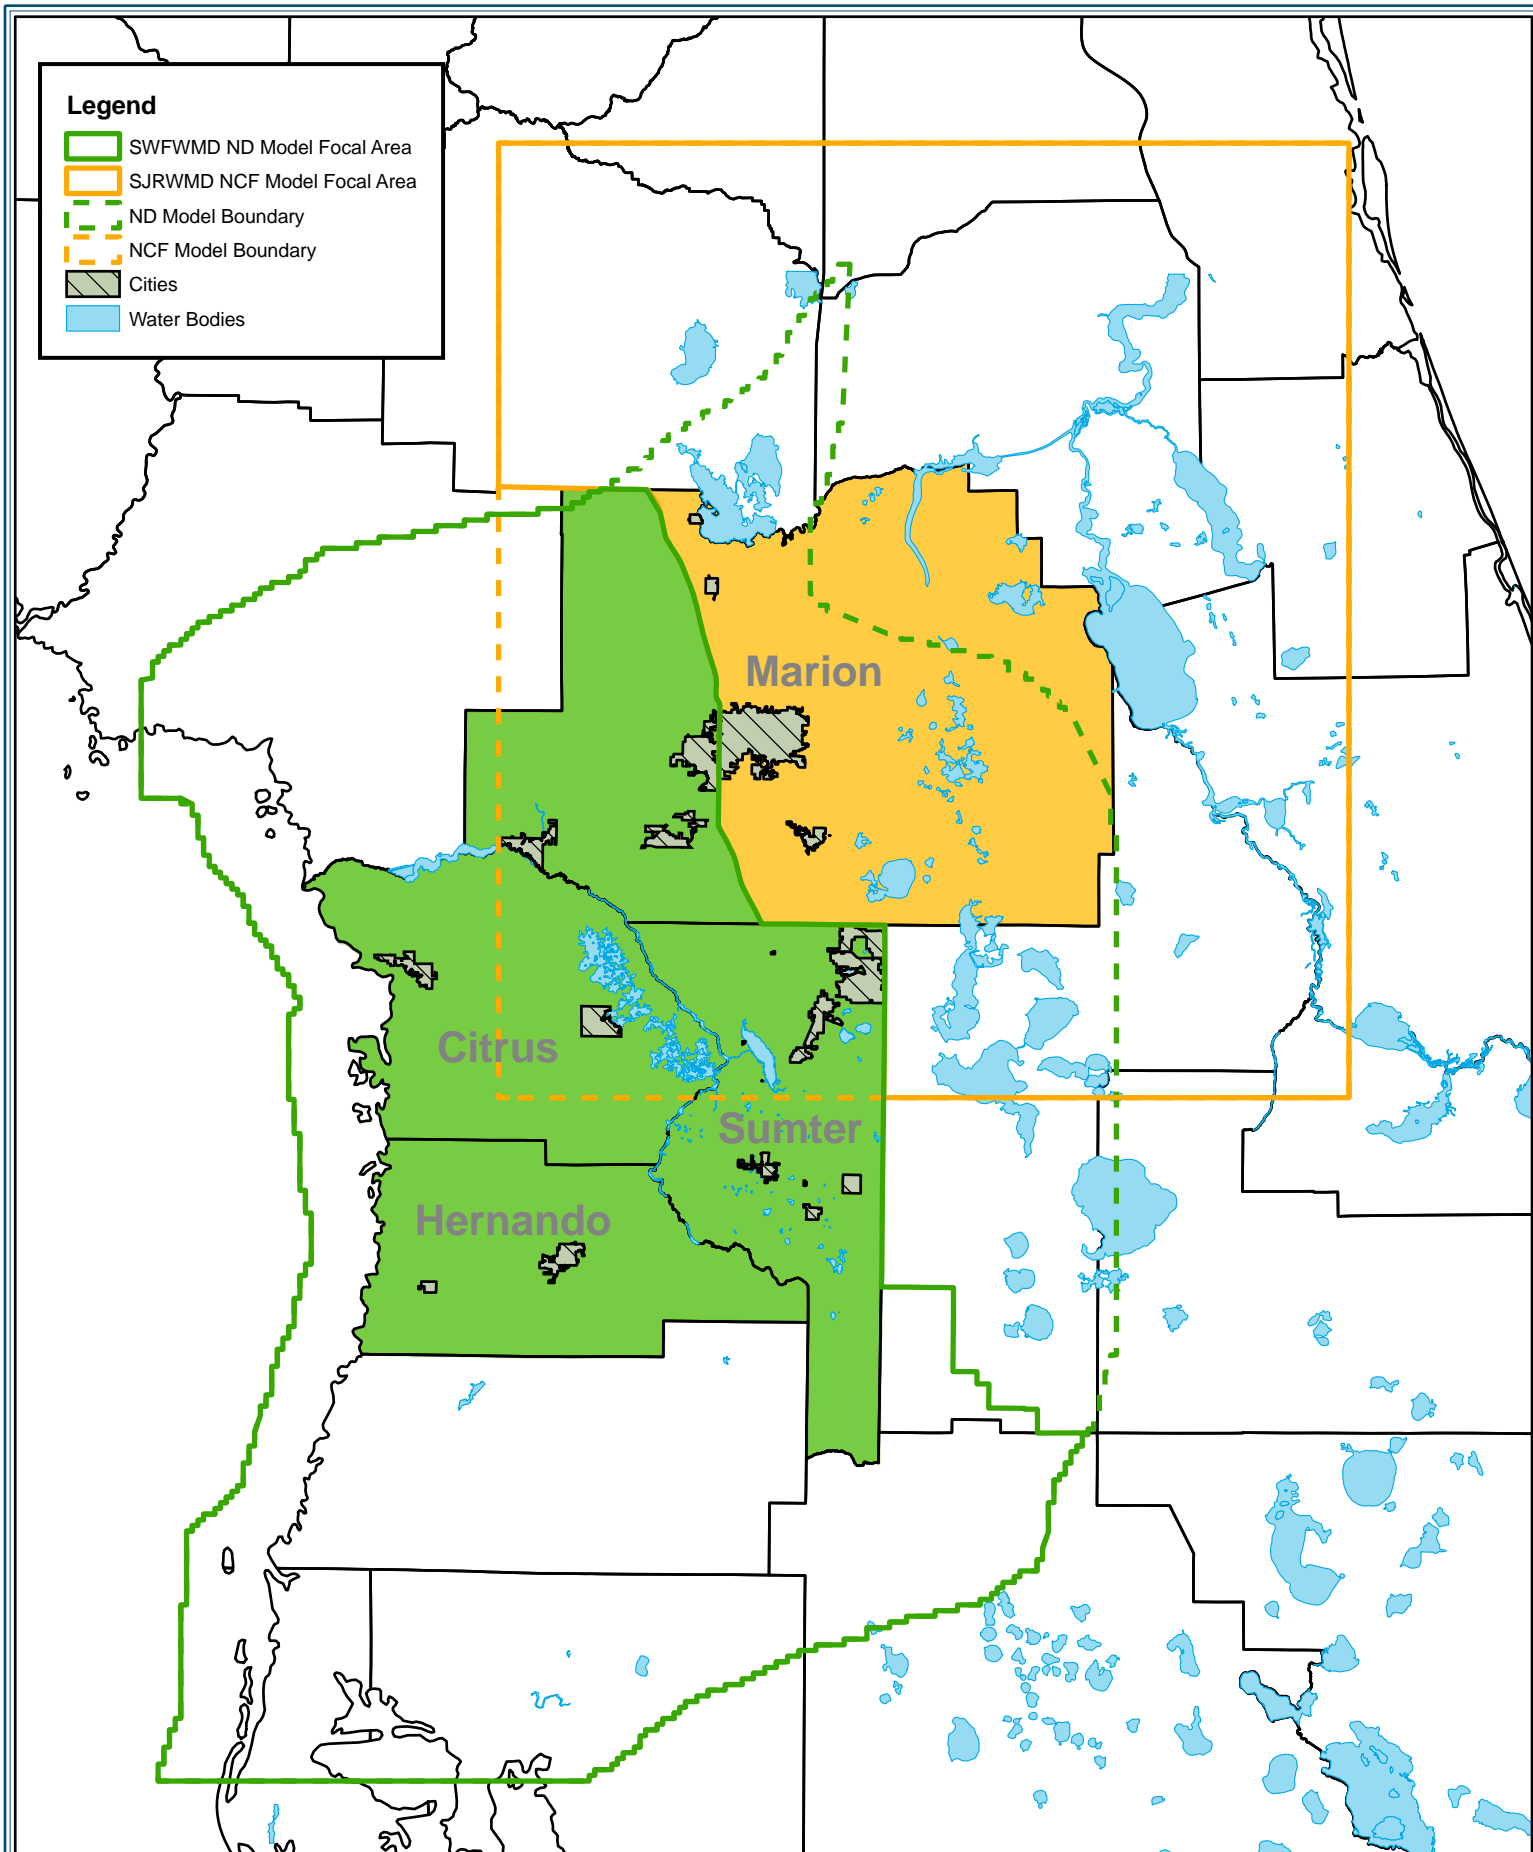 Legend
SWFWMD ND Model Focal Area
SJRWMD NCF Model Focal Area
ND Model Boundary
NCF Model Boundary
Cities
Water Bodies
Marion
Citrus
Sumter
Hernando